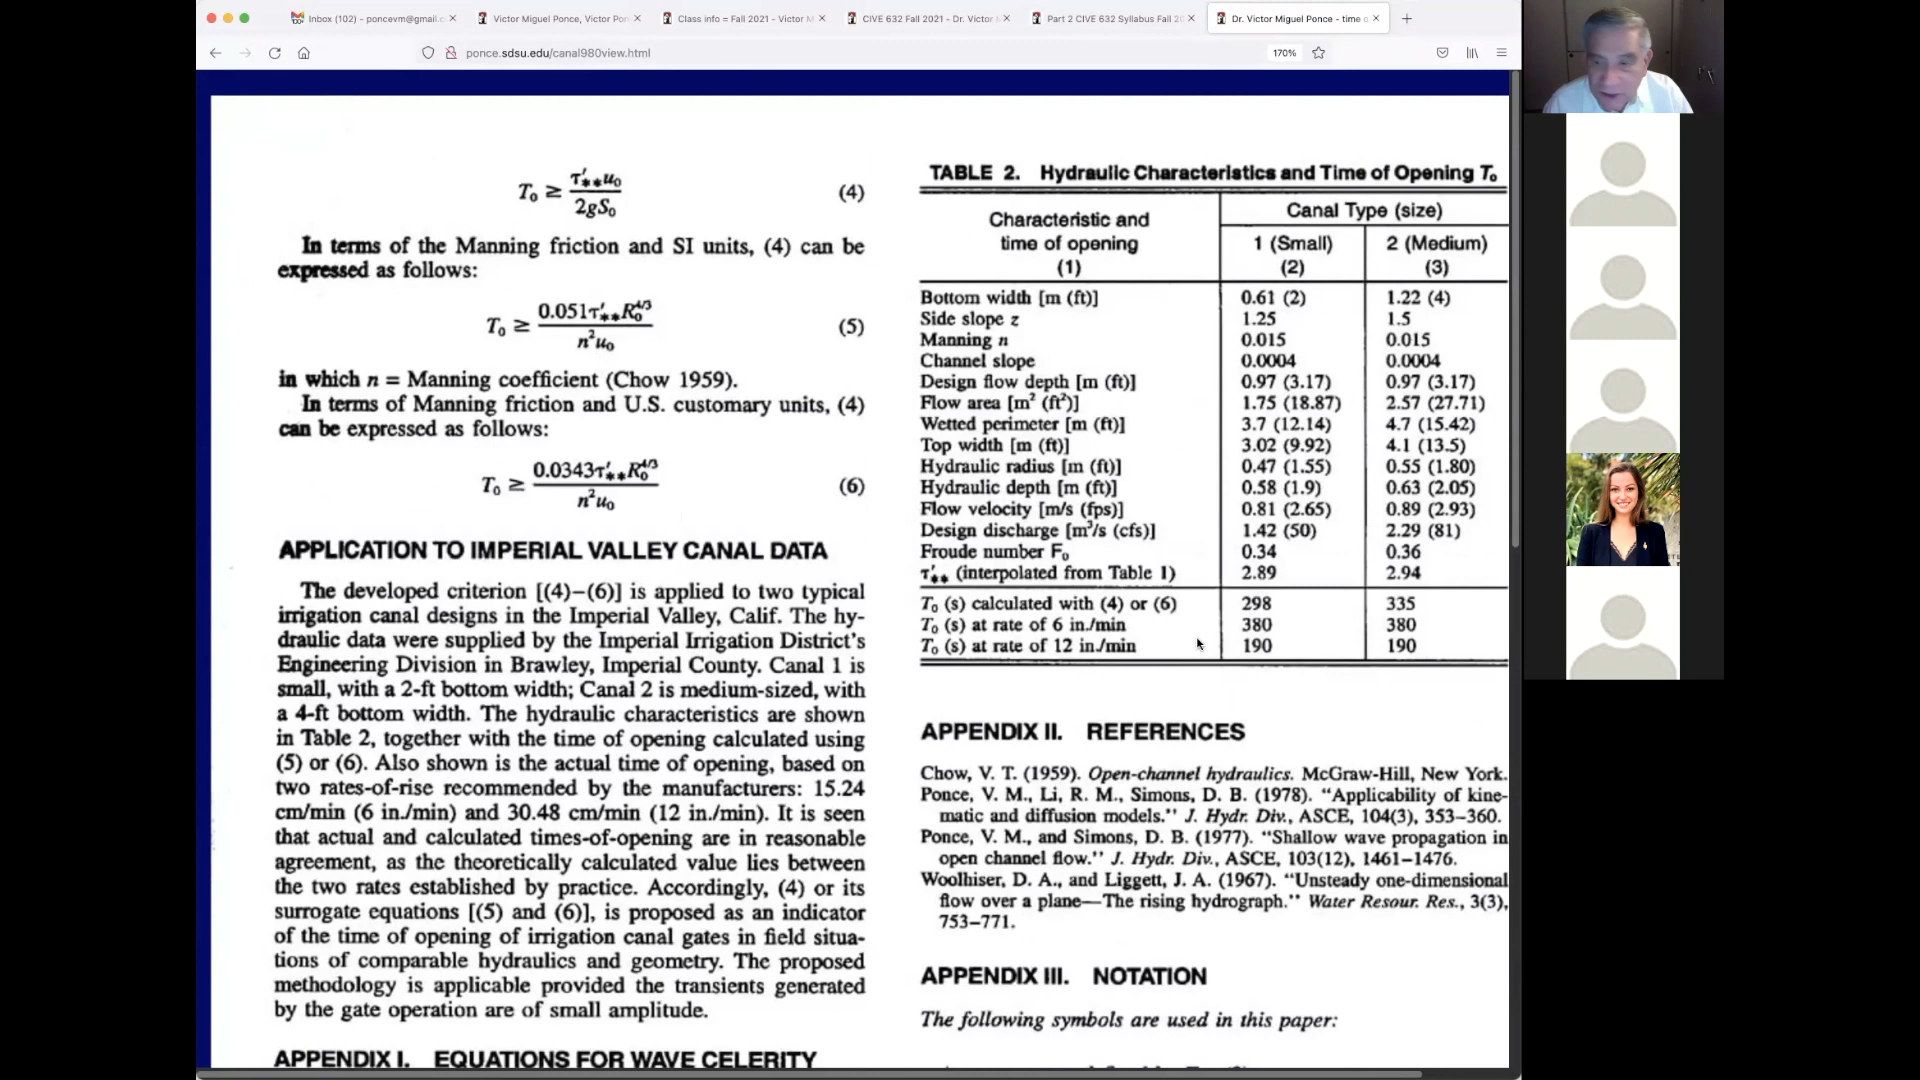 Inbox (102) - poncevm@gmail.c
Victor Miguel Ponce, Victor Pon
Class info = Fall 2021 - Victor M
CIVE 632 Fall 2021 - Dr. Victor
Part 2 CIVE 632 Syllabus Fall 20
Dr. Victor Miguel Ponce - time o
ponce.sdsu.edu/canal980view.html
170%
T₀ ≥ τ′**u₀ / 2gS₀ (4)
In terms of the Manning friction and SI units, (4) can be
expressed as follows:
T₀ ≥ 0.051τ′**R₀^4/3 / n²u₀ (5)
in which n = Manning coefficient (Chow 1959).
In terms of Manning friction and U.S. customary units, (4)
can be expressed as follows:
T₀ ≥ 0.0343τ′**R₀^4/3 / n²u₀ (6)
APPLICATION TO IMPERIAL VALLEY CANAL DATA
The developed criterion [(4)–(6)] is applied to two typical
irrigation canal designs in the Imperial Valley, Calif. The hy-
draulic data were supplied by the Imperial Irrigation District's
Engineering Division in Brawley, Imperial County. Canal 1 is
small, with a 2-ft bottom width; Canal 2 is medium-sized, with
a 4-ft bottom width. The hydraulic characteristics are shown
in Table 2, together with the time of opening calculated using
(5) or (6). Also shown is the actual time of opening, based on
two rates-of-rise recommended by the manufacturers: 15.24
cm/min (6 in./min) and 30.48 cm/min (12 in./min). It is seen
that actual and calculated times-of-opening are in reasonable
agreement, as the theoretically calculated value lies between
the two rates established by practice. Accordingly, (4) or its
surrogate equations [(5) and (6)], is proposed as an indicator
of the time of opening of irrigation canal gates in field situa-
tions of comparable hydraulics and geometry. The proposed
methodology is applicable provided the transients generated
by the gate operation are of small amplitude.
APPENDIX I. EQUATIONS FOR WAVE CELERITY
TABLE 2. Hydraulic Characteristics and Time of Opening T₀
Characteristic and
time of opening
(1)
Canal Type (size)
1 (Small)
(2)
2 (Medium)
(3)
Bottom width [m (ft)] 0.61 (2) 1.22 (4)
Side slope z 1.25 1.5
Manning n 0.015 0.015
Channel slope 0.0004 0.0004
Design flow depth [m (ft)] 0.97 (3.17) 0.97 (3.17)
Flow area [m² (ft²)] 1.75 (18.87) 2.57 (27.71)
Wetted perimeter [m (ft)] 3.7 (12.14) 4.7 (15.42)
Top width [m (ft)] 3.02 (9.92) 4.1 (13.5)
Hydraulic radius [m (ft)] 0.47 (1.55) 0.55 (1.80)
Hydraulic depth [m (ft)] 0.58 (1.9) 0.63 (2.05)
Flow velocity [m/s (fps)] 0.81 (2.65) 0.89 (2.93)
Design discharge [m³/s (cfs)] 1.42 (50) 2.29 (81)
Froude number F₀ 0.34 0.36
τ′** (interpolated from Table 1) 2.89 2.94
T₀ (s) calculated with (4) or (6) 298 335
T₀ (s) at rate of 6 in./min 380 380
T₀ (s) at rate of 12 in./min 190 190
APPENDIX II. REFERENCES
Chow, V. T. (1959). Open-channel hydraulics. McGraw-Hill, New York.
Ponce, V. M., Li, R. M., Simons, D. B. (1978). "Applicability of kine-
matic and diffusion models." J. Hydr. Div., ASCE, 104(3), 353–360.
Ponce, V. M., and Simons, D. B. (1977). "Shallow wave propagation in
open channel flow." J. Hydr. Div., ASCE, 103(12), 1461–1476.
Woolhiser, D. A., and Liggett, J. A. (1967). "Unsteady one-dimensional
flow over a plane—The rising hydrograph." Water Resour. Res., 3(3),
753–771.
APPENDIX III. NOTATION
The following symbols are used in this paper: